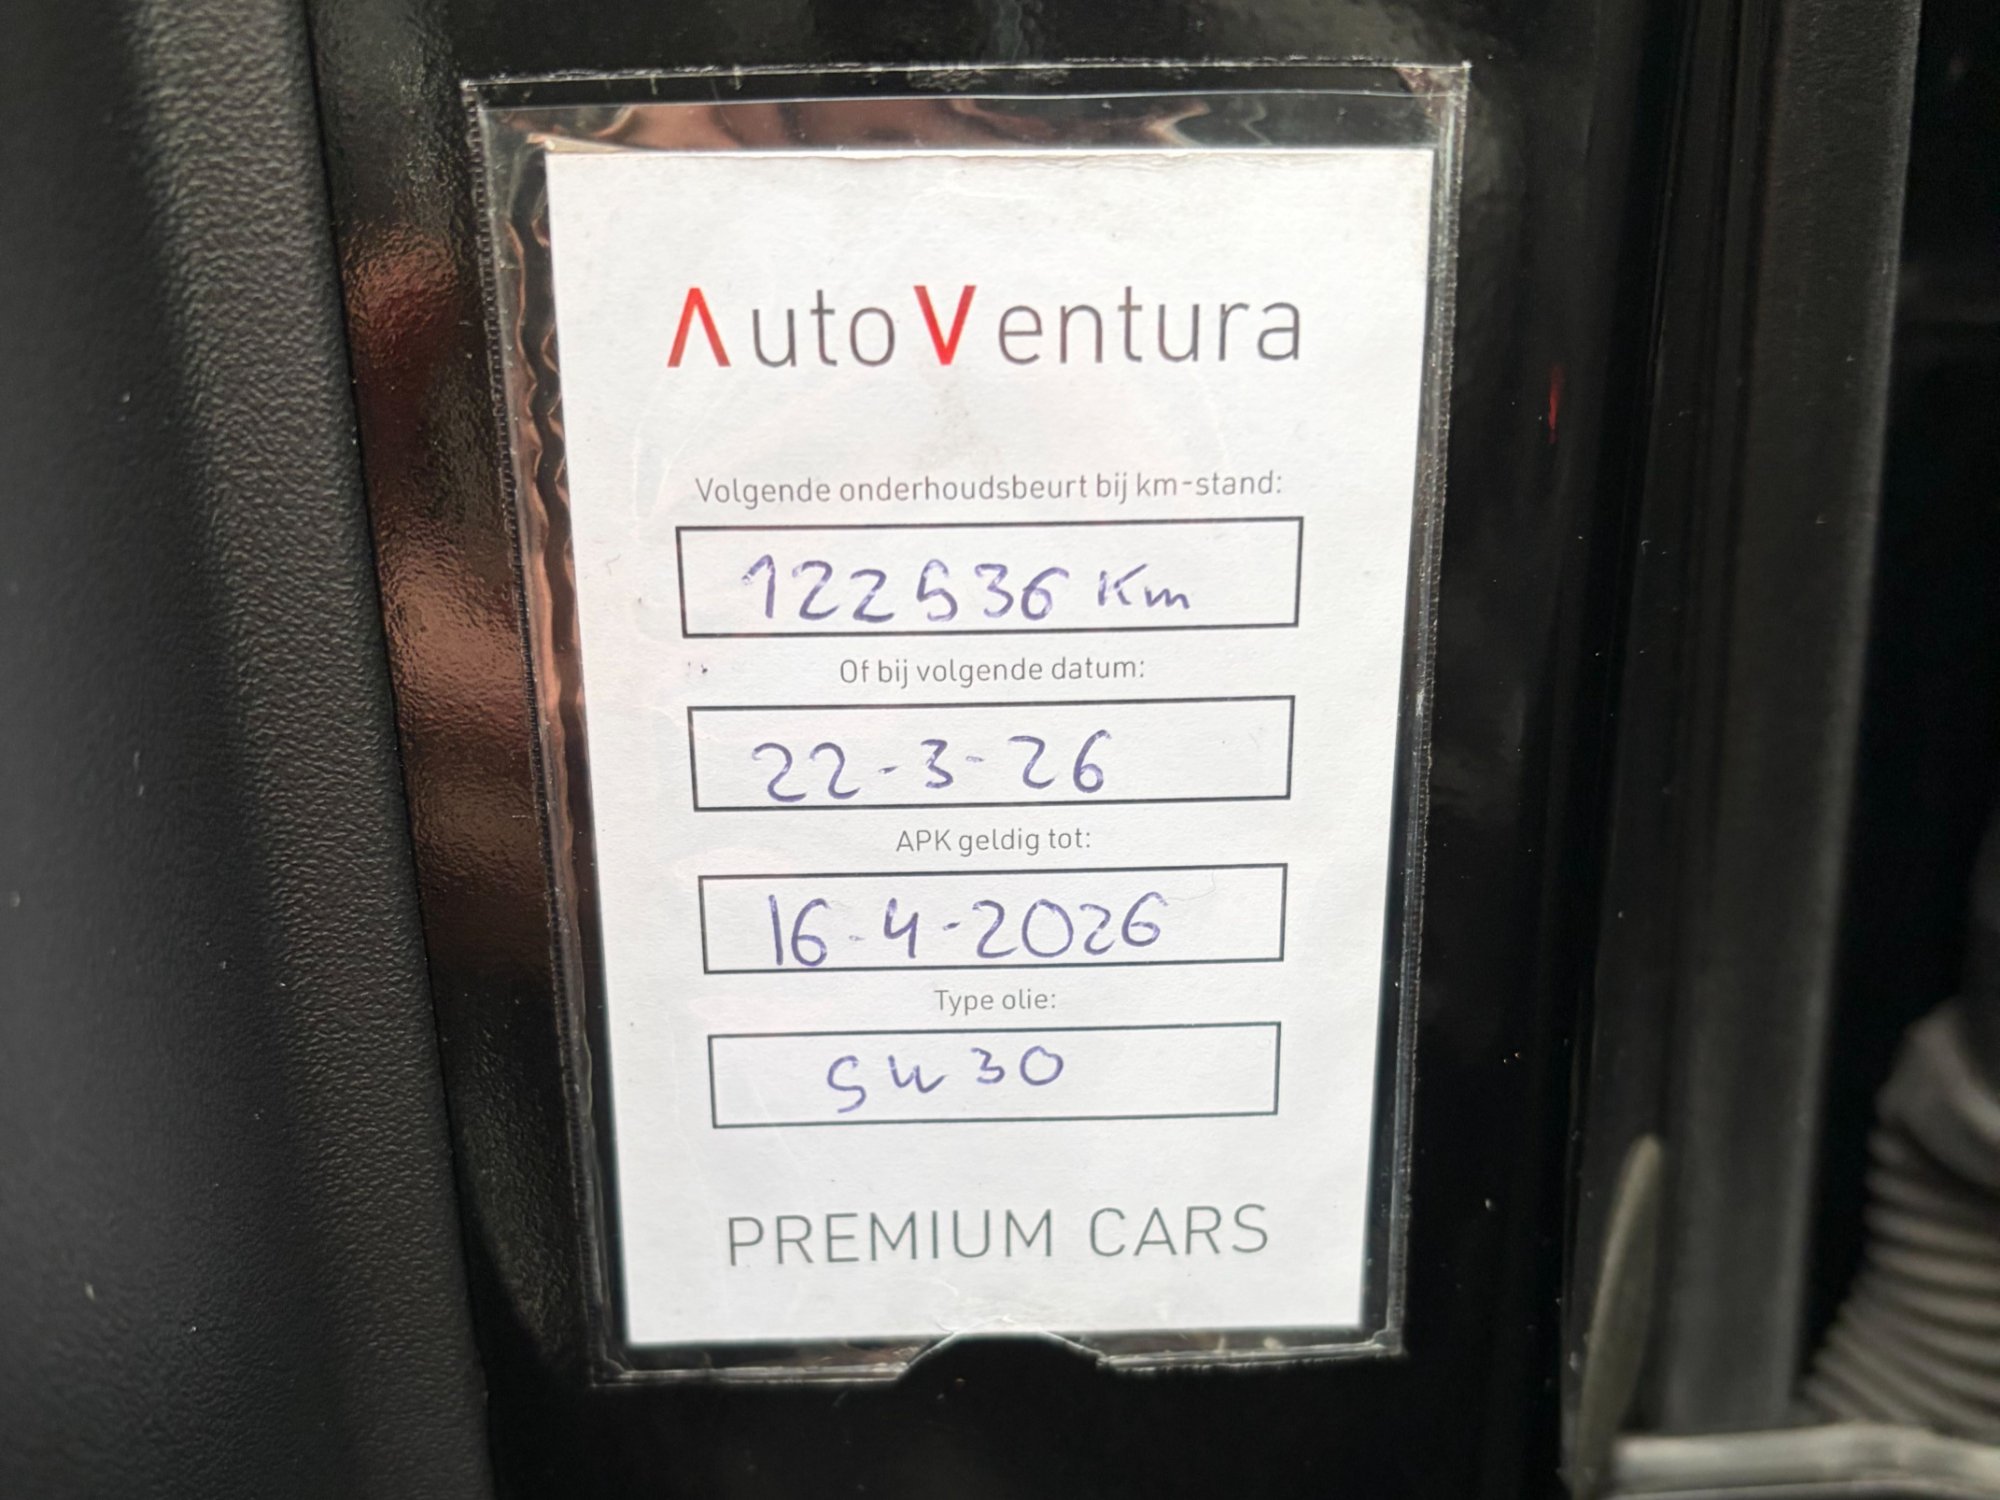 AutoVentura
Volgende onderhoudsbeurt bij km-stand:
122536 Km
Of bij volgende datum:
22-3-26
APK geldig tot:
16-4-2026
Type olie:
5W30
PREMIUM CARS